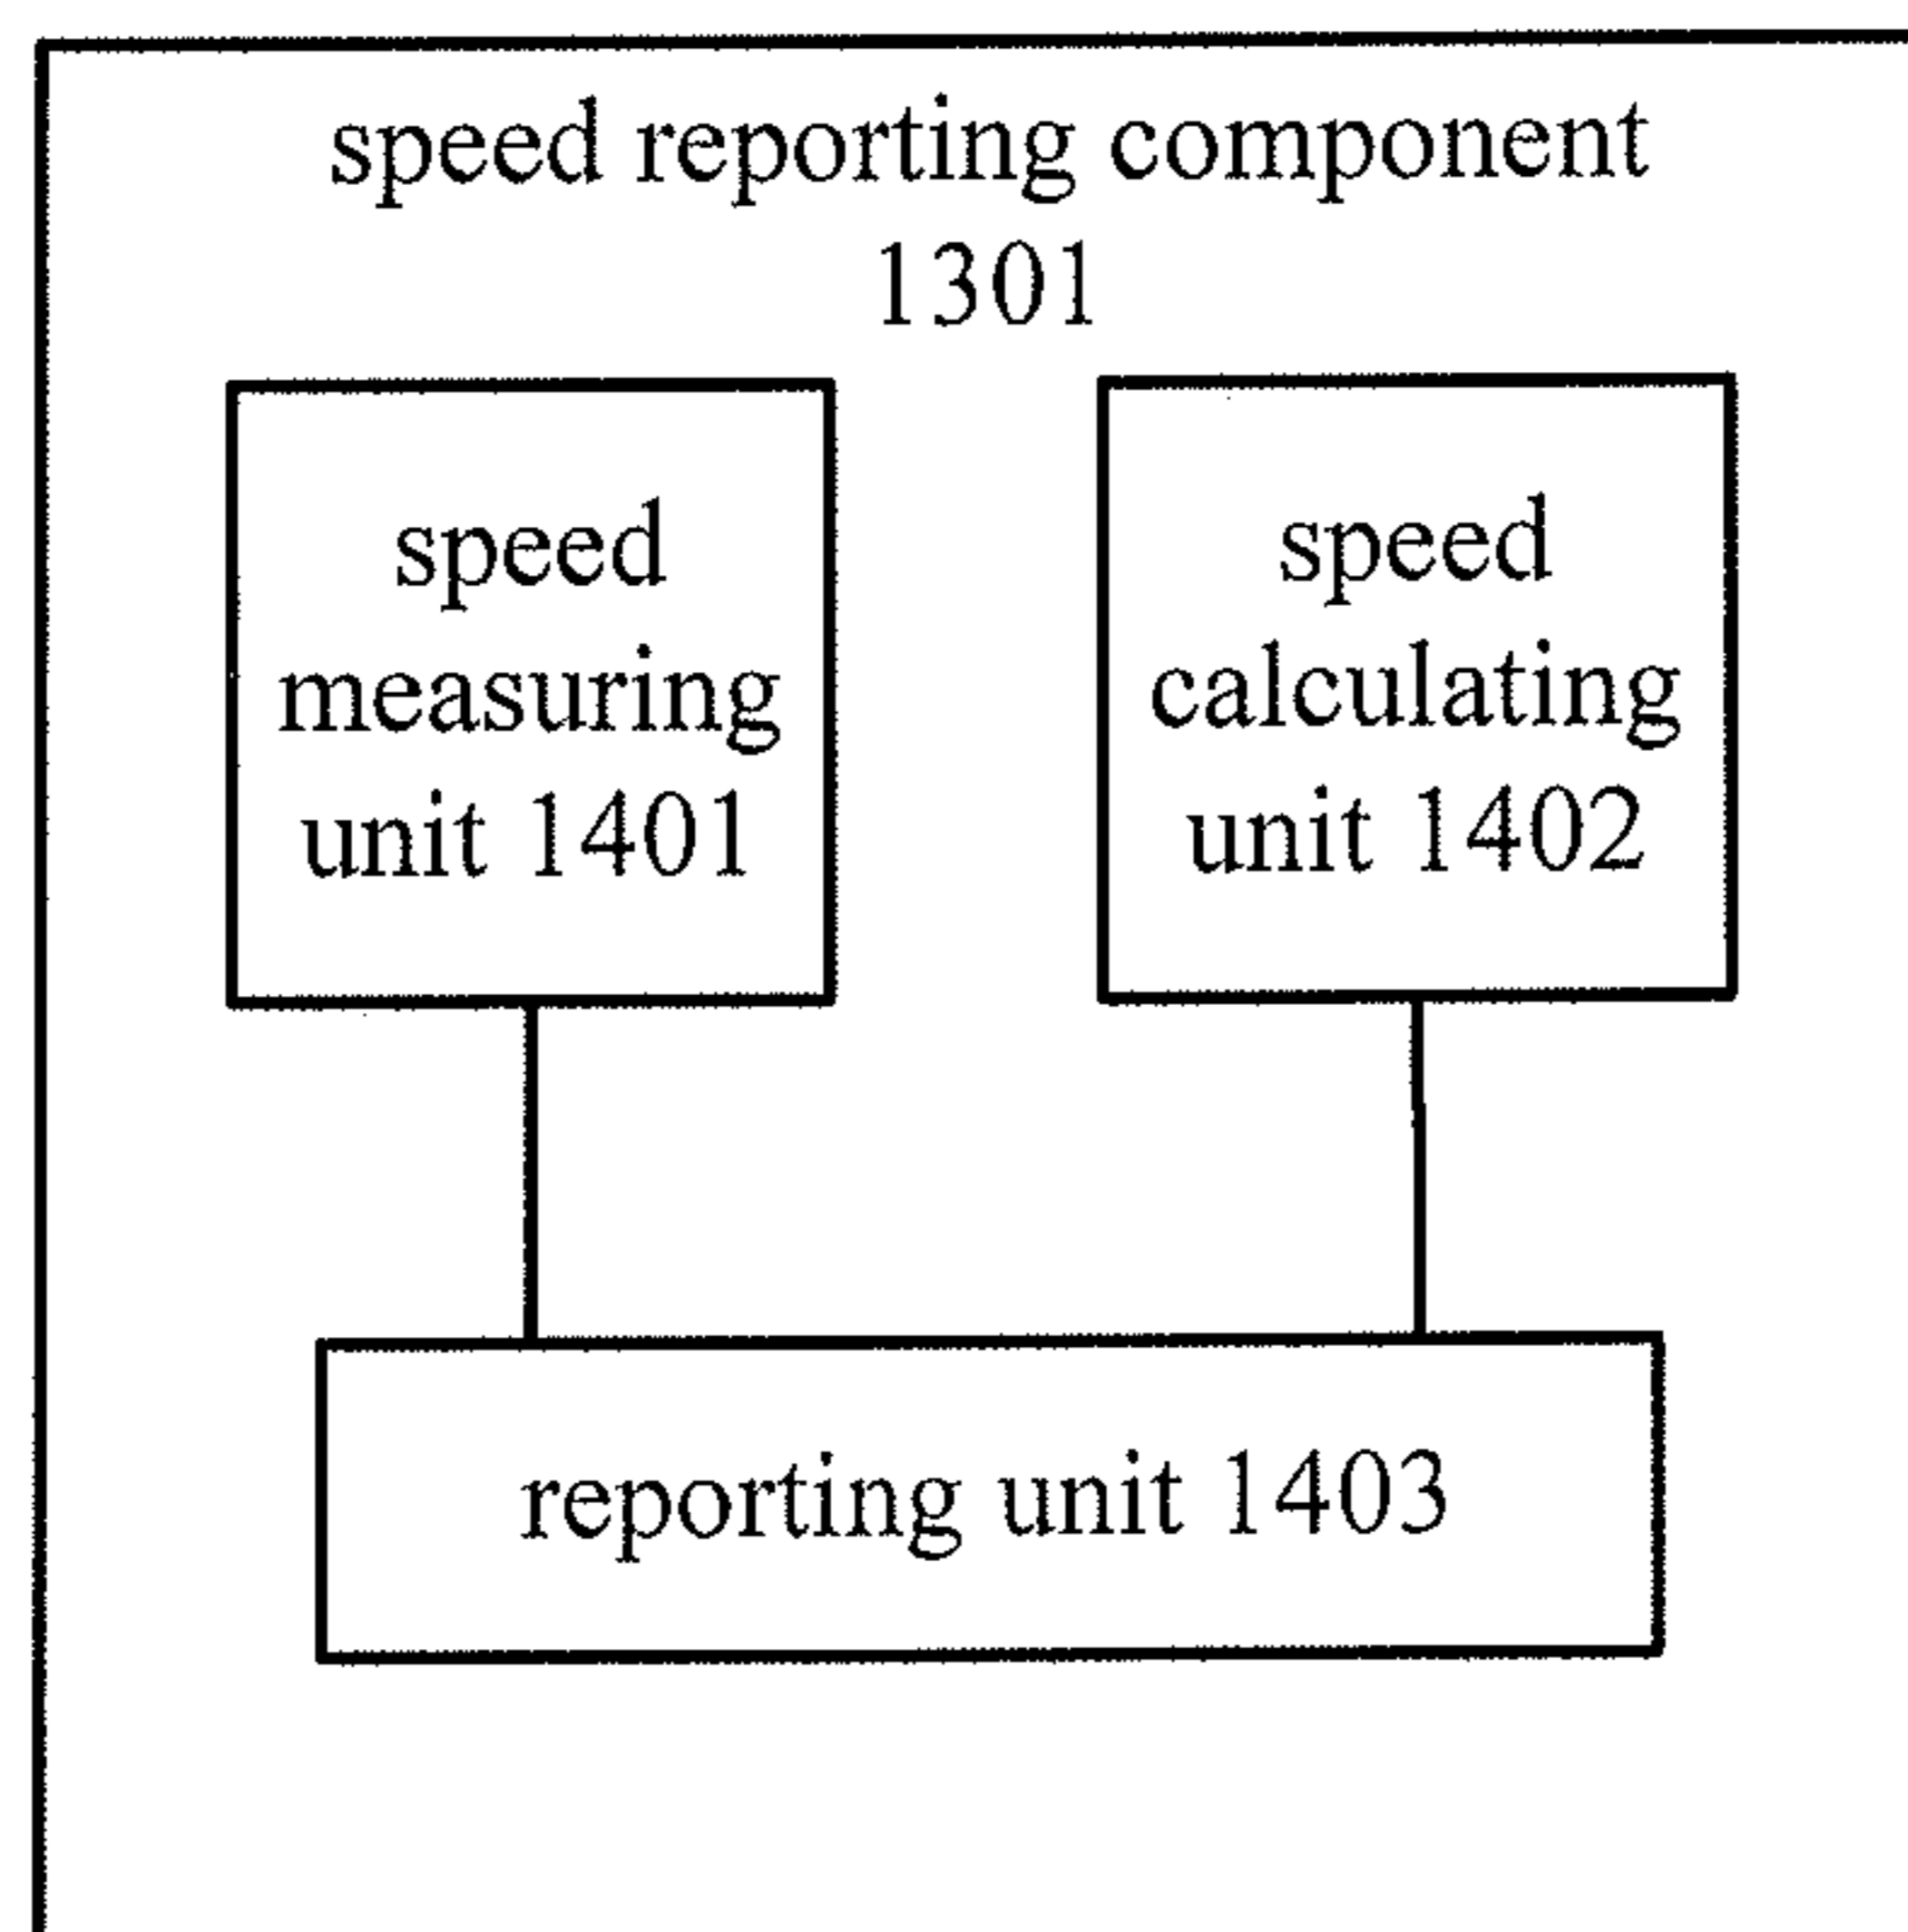 speed reporting component
1301
speed
measuring
unit 1401
speed
calculating
unit 1402
reporting unit 1403